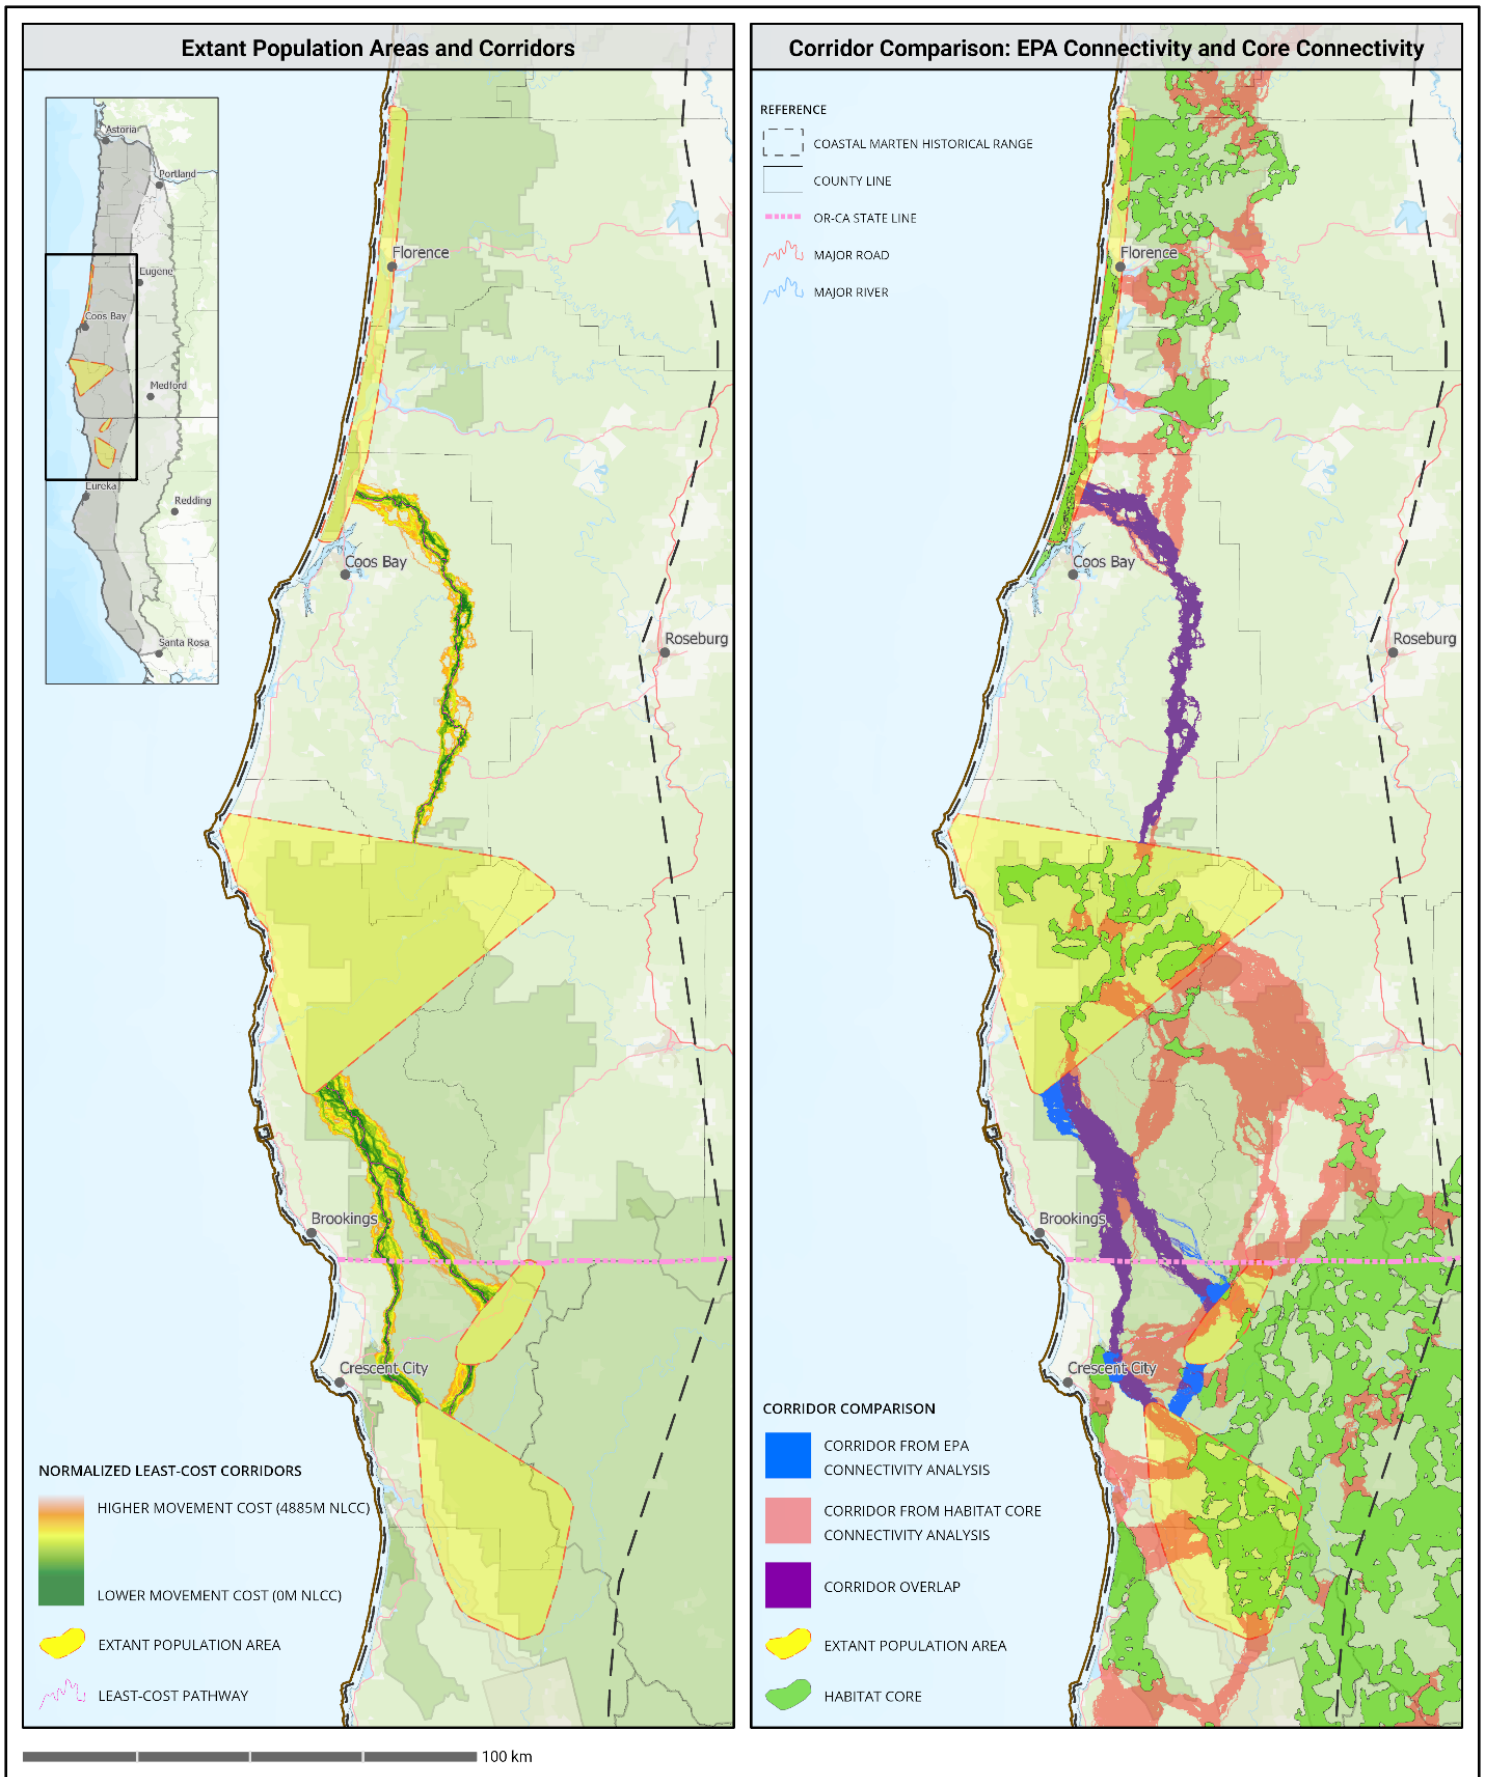 Extant Population Areas and Corridors
Astoria
Portland
Eugene
Coos Bay
Medford
Eureka
Redding
Santa Rosa
Florence
Coos Bay
Roseburg
Brookings
Crescent City
NORMALIZED LEAST-COST CORRIDORS
HIGHER MOVEMENT COST (4885M NLCC)
LOWER MOVEMENT COST (0M NLCC)
EXTANT POPULATION AREA
LEAST-COST PATHWAY
100 km
Corridor Comparison: EPA Connectivity and Core Connectivity
REFERENCE
COASTAL MARTEN HISTORICAL RANGE
COUNTY LINE
OR-CA STATE LINE
MAJOR ROAD
MAJOR RIVER
Florence
Coos Bay
Roseburg
Brookings
Crescent City
CORRIDOR COMPARISON
CORRIDOR FROM EPA
CONNECTIVITY ANALYSIS
CORRIDOR FROM HABITAT CORE
CONNECTIVITY ANALYSIS
CORRIDOR OVERLAP
EXTANT POPULATION AREA
HABITAT CORE